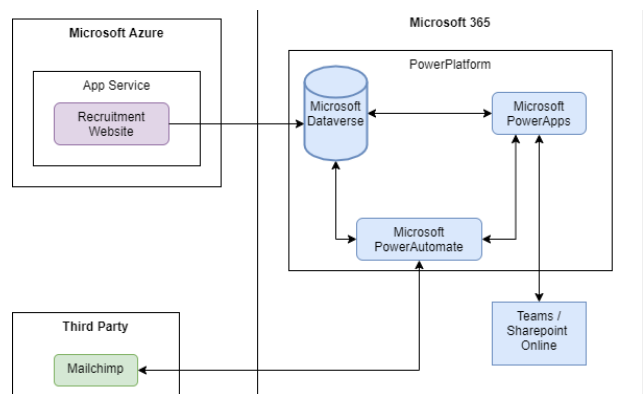 Microsoft Azure
App Service
Recruitment
Website
Microsoft 365
PowerPlatform
Microsoft
Dataverse
Microsoft
PowerApps
Microsoft
PowerAutomate
Teams /
Sharepoint
Online
Third Party
Mailchimp